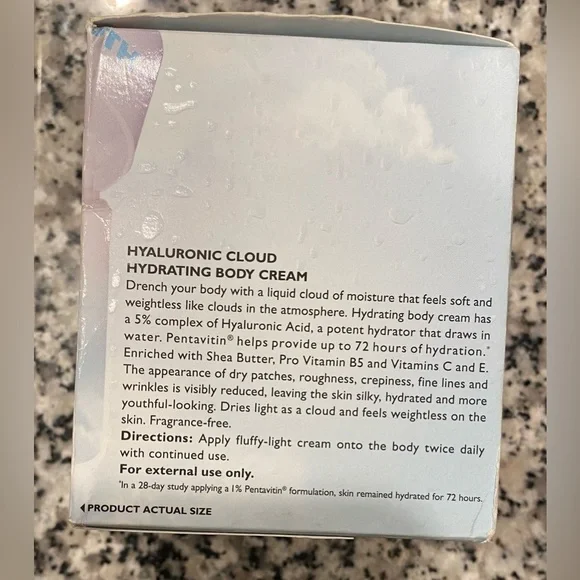 HYALURONIC CLOUD
HYDRATING BODY CREAM
Drench your body with a liquid cloud of moisture that feels soft and
weightless like clouds in the atmosphere. Hydrating body cream has
a 5% complex of Hyaluronic Acid, a potent hydrator that draws in
water. Pentavitin® helps provide up to 72 hours of hydration.*
Enriched with Shea Butter, Pro Vitamin B5 and Vitamins C and E.
The appearance of dry patches, roughness, crepiness, fine lines and
wrinkles is visibly reduced, leaving the skin silky, hydrated and more
youthful-looking. Dries light as a cloud and feels weightless on the
skin. Fragrance-free.
Directions: Apply fluffy-light cream onto the body twice daily
with continued use.
For external use only.
*In a 28-day study applying a 1% Pentavitin® formulation, skin remained hydrated for 72 hours.
◀PRODUCT ACTUAL SIZE